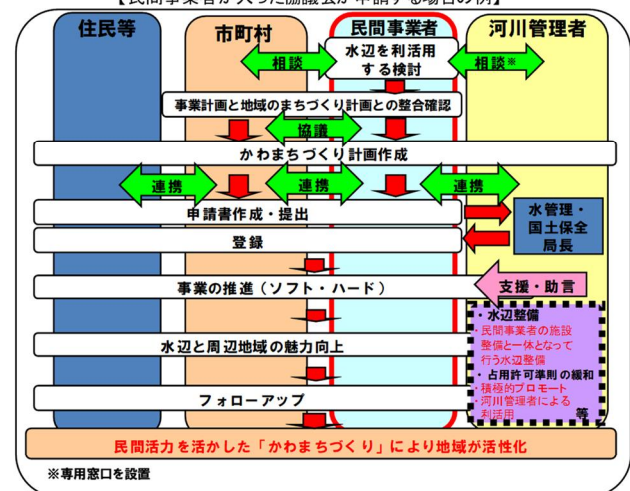 【民間事業者が入った協議会が申請する場合の例】
住民等
市町村
民間事業者
河川管理者
相談
水辺を利活用
する検討
相談※
事業計画と地域のまちづくり計画との整合確認
協議
かわまちづくり計画作成
連携
連携
連携
申請書作成・提出
水管理・
国土保全
局長
登録
事業の推進（ソフト・ハード）
支援・助言
・水辺整備
・民間事業者の施設
整備と一体となって
行う水辺整備
・占用許可準則の緩和
・積極的プロモート
・河川管理者による
利活用
等
水辺と周辺地域の魅力向上
フォローアップ
民間活力を活かした「かわまちづくり」により地域が活性化
※専用窓口を設置